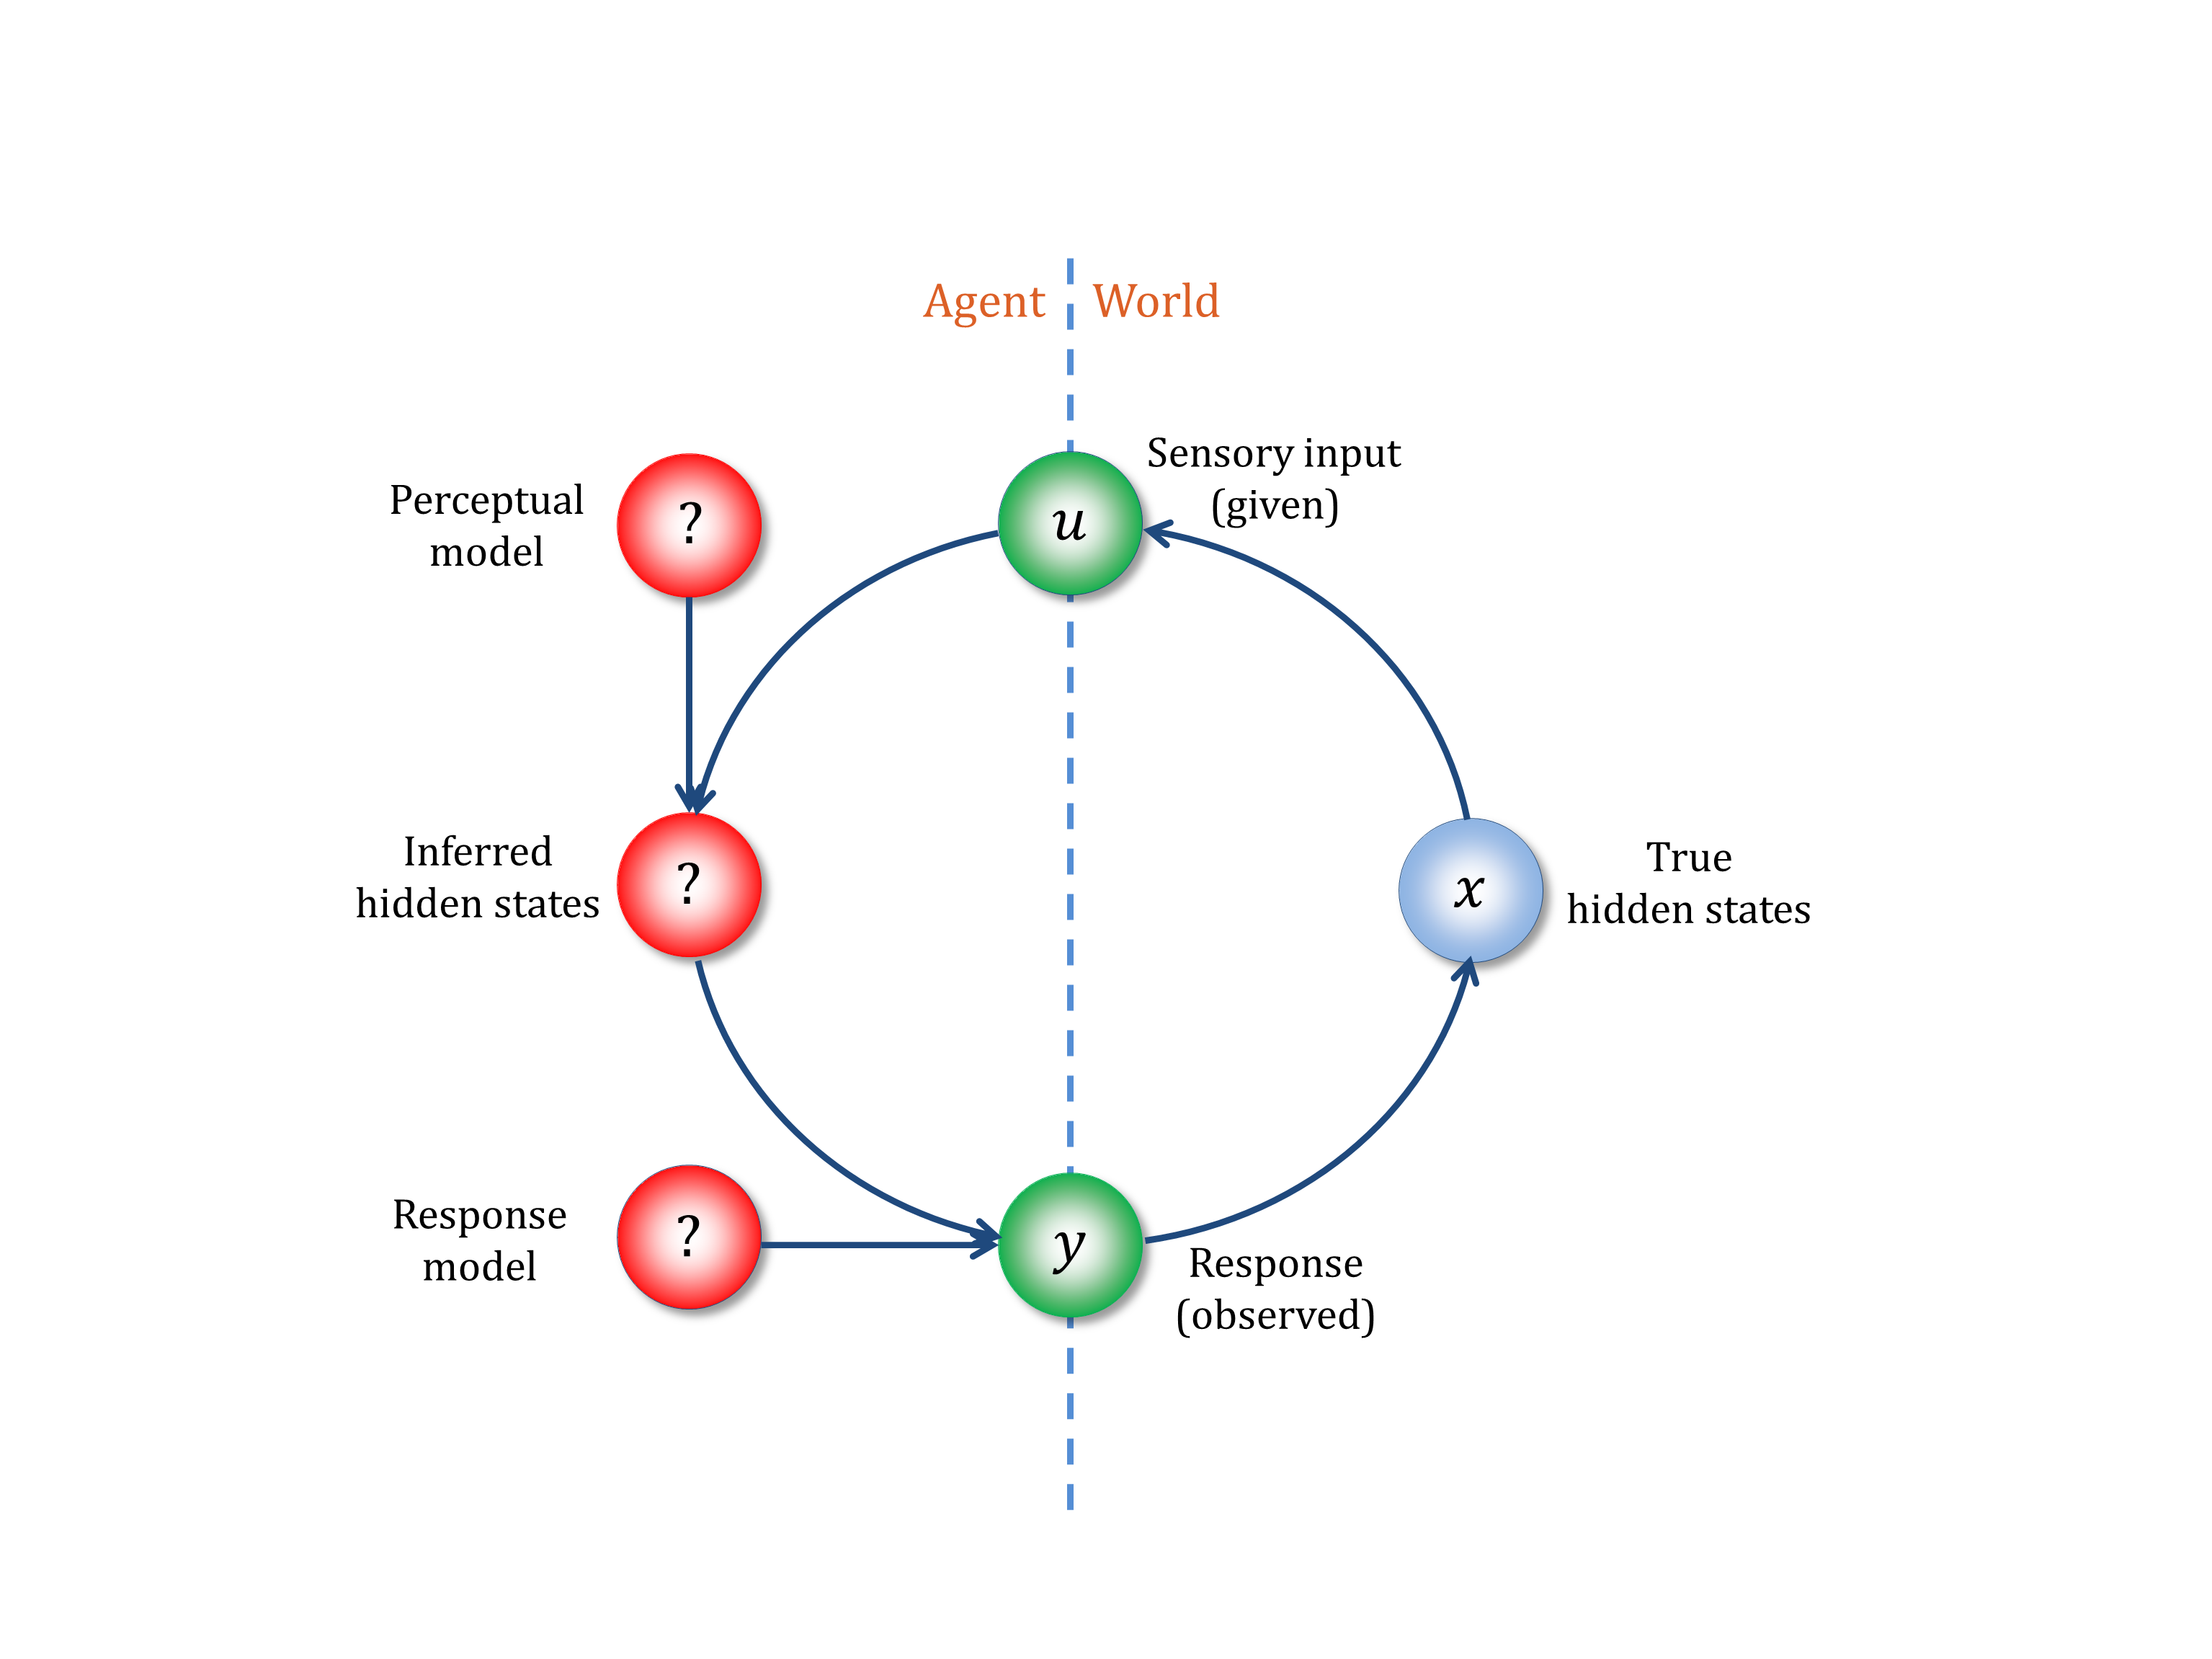 Agent
World
Sensory input
(given)
Perceptual
model
?
u
Inferred
hidden states
?
x
True
hidden states
Response
model
?
y
Response
(observed)